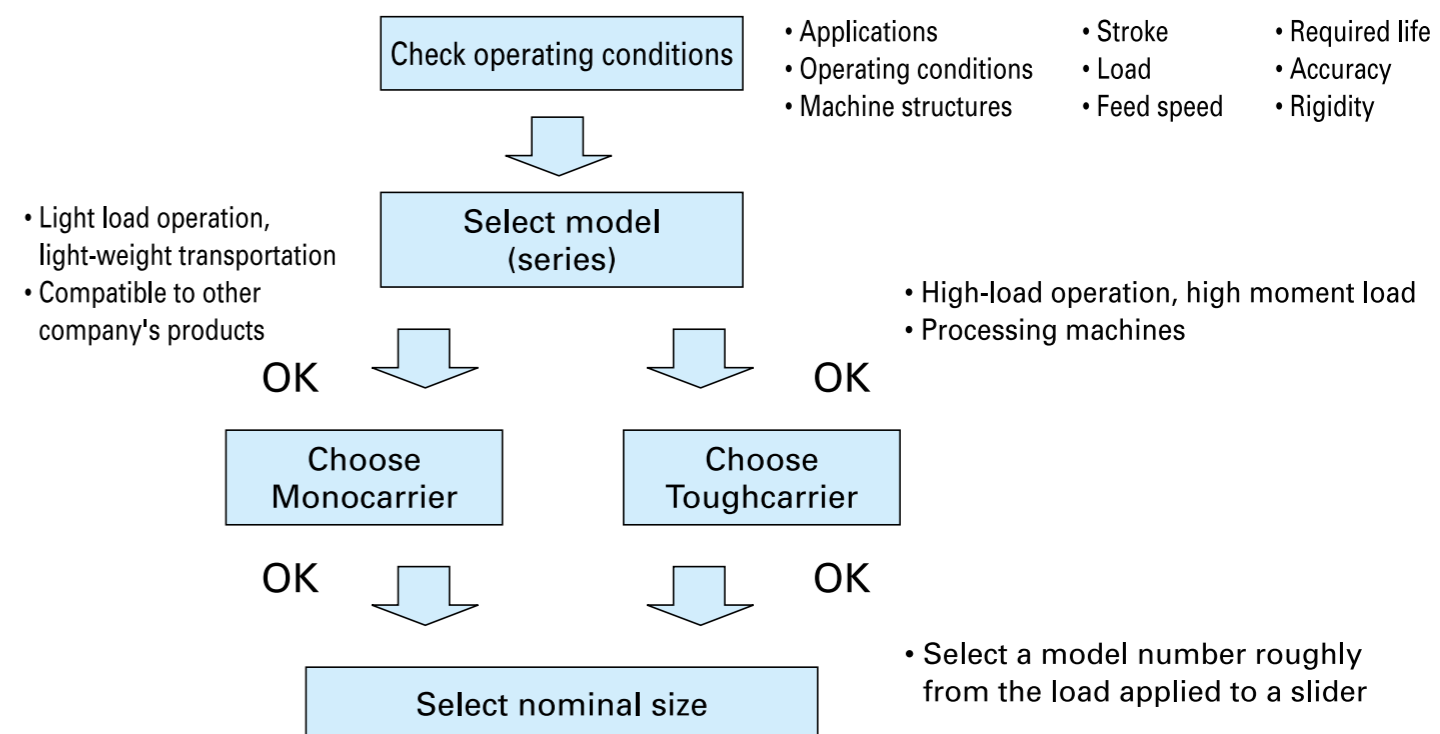 Check operating conditions
• Applications
• Operating conditions
• Machine structures
• Stroke
• Load
• Feed speed
• Required life
• Accuracy
• Rigidity
Select model
(series)
• Light load operation,
light-weight transportation
• Compatible to other
company's products
• High-load operation, high moment load
• Processing machines
OK
OK
Choose
Monocarrier
Choose
Toughcarrier
OK
OK
Select nominal size
• Select a model number roughly
from the load applied to a slider